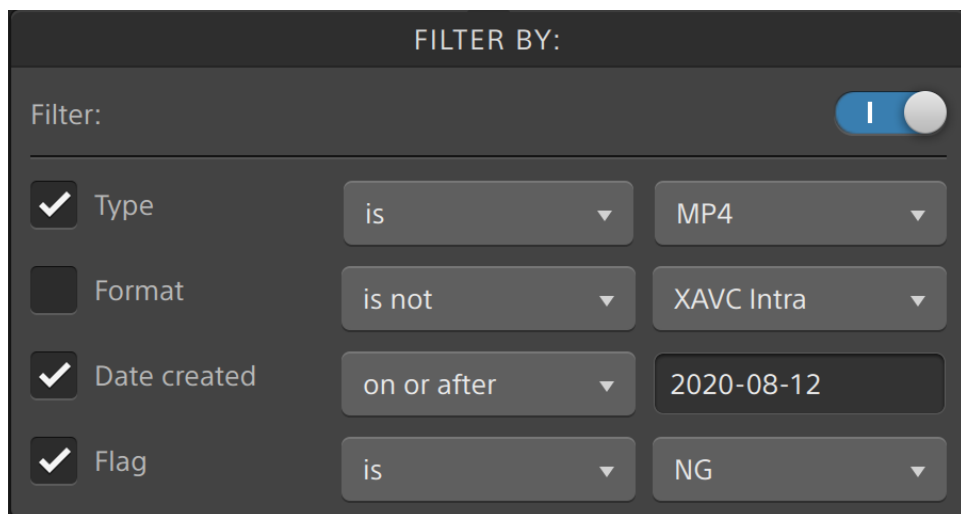 FILTER BY:
Filter:
Type is MP4
Format is not XAVC Intra
Date created on or after 2020-08-12
Flag is NG